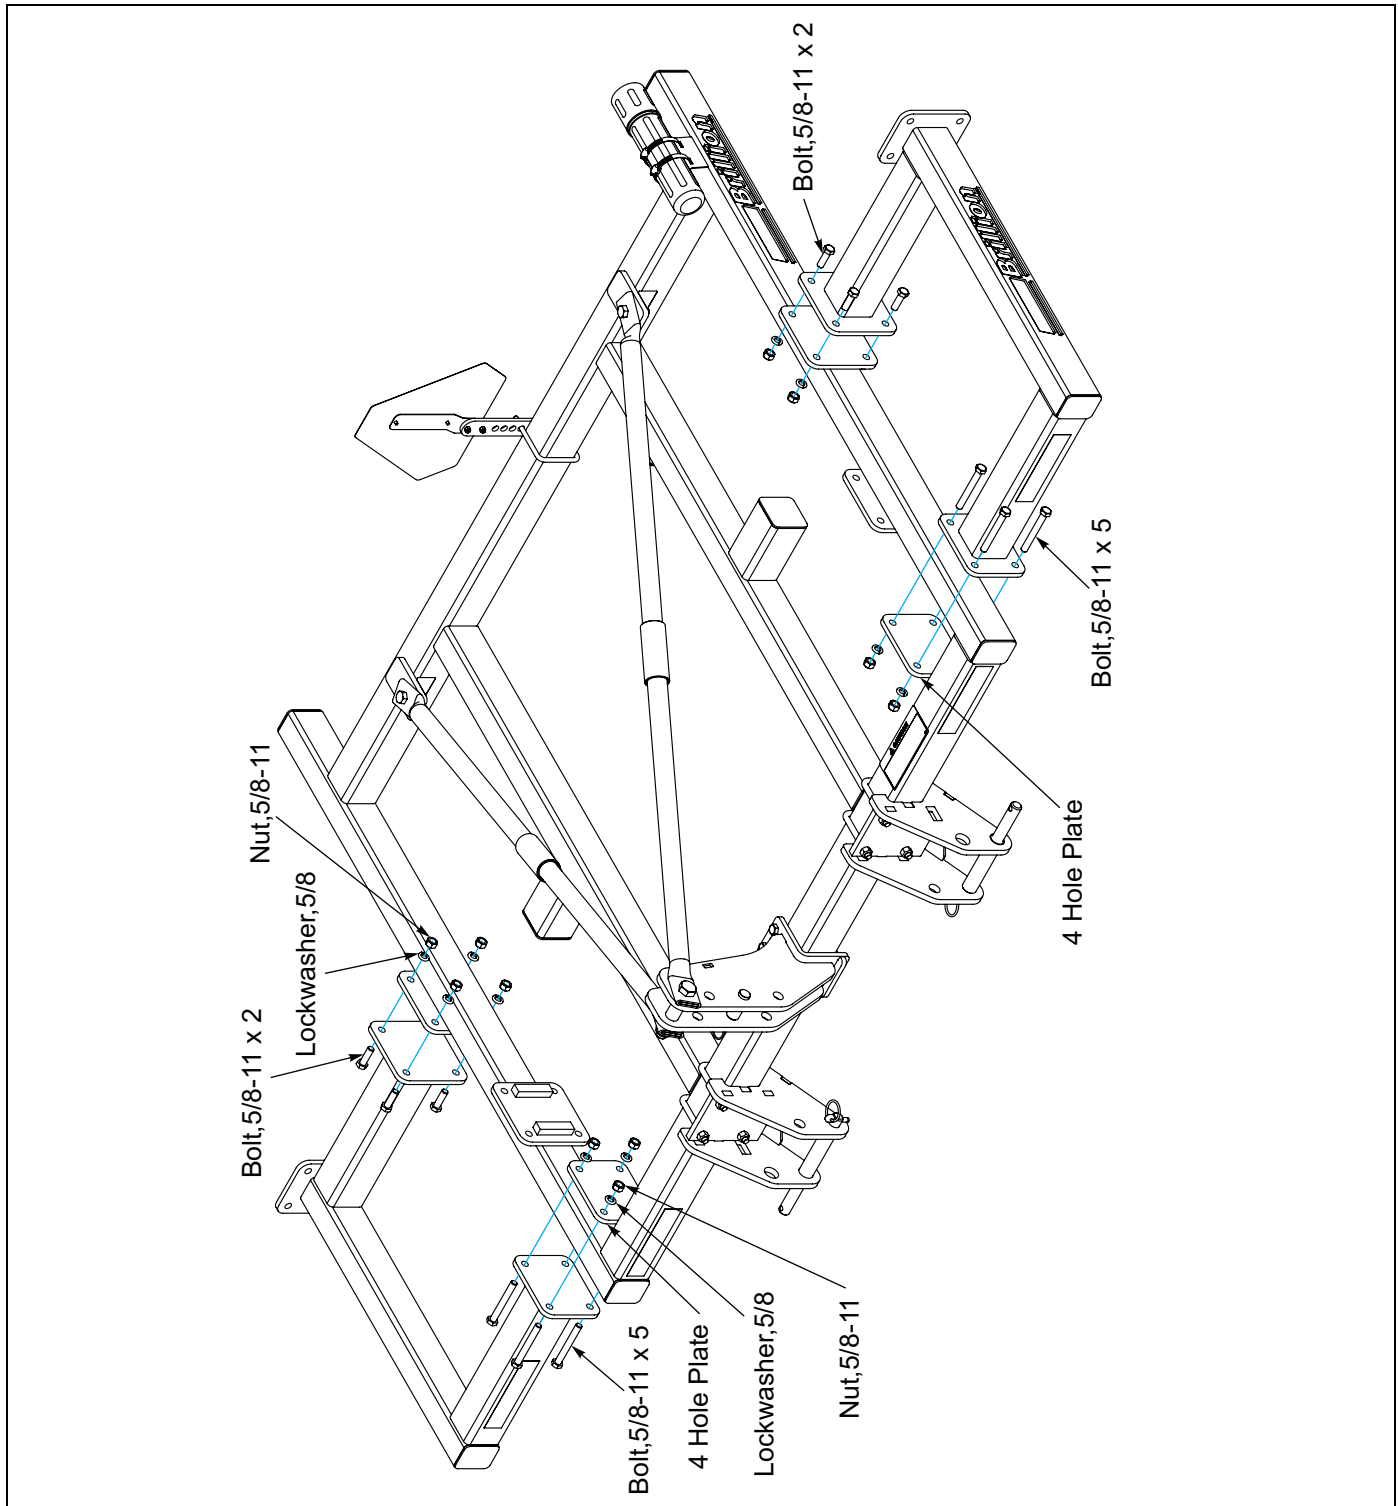 Bolt,5/8-11 x 2
Brillion
Brillion
Bolt,5/8-11 x 5
4 Hole Plate
Nut,5/8-11
Lockwasher,5/8
Bolt,5/8-11 x 2
Bolt,5/8-11 x 5
4 Hole Plate
Lockwasher,5/8
Nut,5/8-11